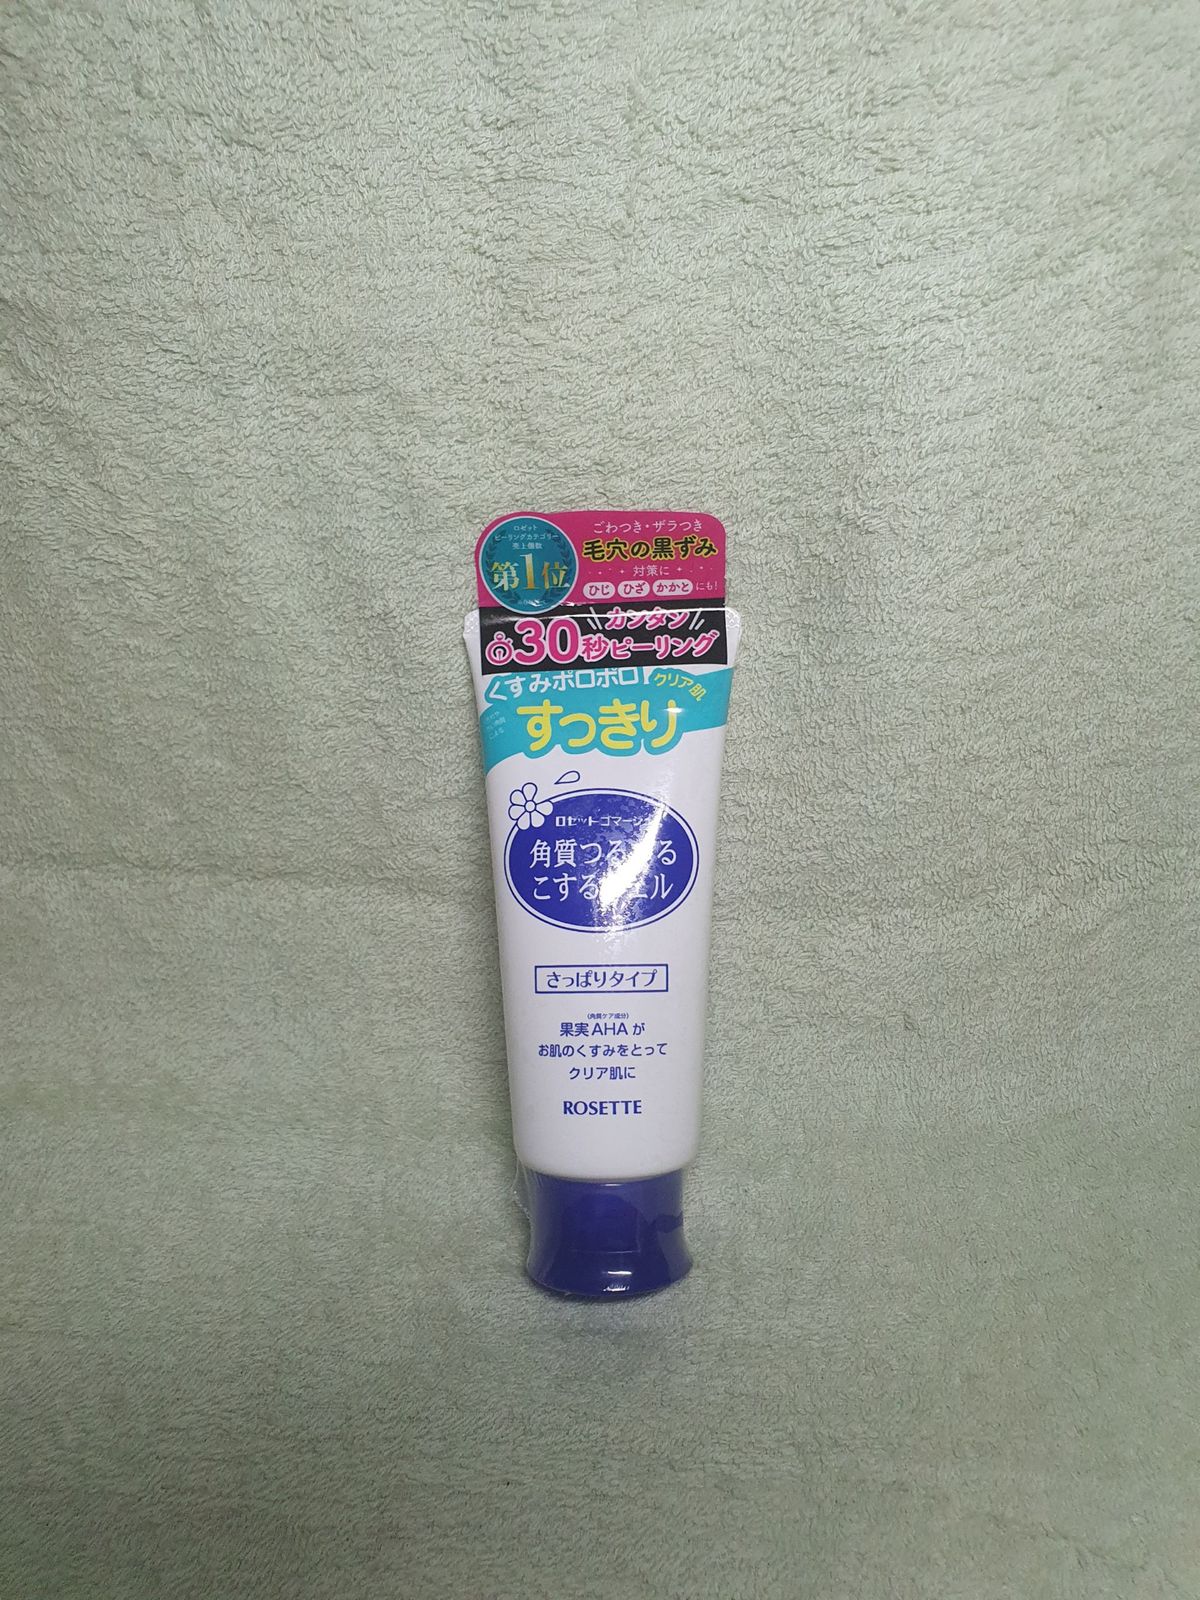 ロゼット
ピーリングカテゴリー
売上個数
第1位
ごわつき・ザラつき
毛穴の黒ずみ
対策に
ひじ ひざ かかと にも!
カンタン
30秒ピーリング
くすみポロポロ クリア肌
すっきり
ロゼットゴマージュ
角質つる る
こする ェル
さっぱりタイプ
(角質ケア成分)
果実AHAが
お肌のくすみをとって
クリア肌に
ROSETTE